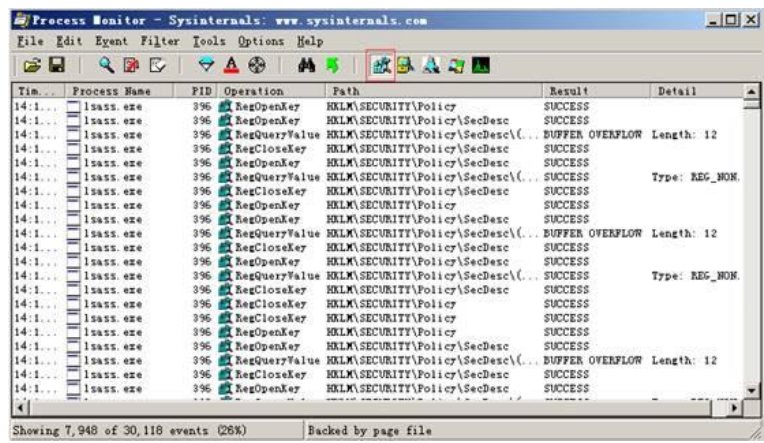 Process Monitor - Sysinternals: www.sysinternals.com
File Edit Event Filter Tools Options Help
Tim... Process Name PID Operation Path Result Detail
14:1... lsass.exe 396 RegOpenKey HKLM\SECURITY\Policy SUCCESS
14:1... lsass.exe 396 RegOpenKey HKLM\SECURITY\Policy\SecDesc SUCCESS
14:1... lsass.exe 396 RegQueryValue HKLM\SECURITY\Policy\SecDesc\(... BUFFER OVERFLOW Length: 12
14:1... lsass.exe 396 RegCloseKey HKLM\SECURITY\Policy\SecDesc SUCCESS
14:1... lsass.exe 396 RegOpenKey HKLM\SECURITY\Policy\SecDesc SUCCESS
14:1... lsass.exe 396 RegQueryValue HKLM\SECURITY\Policy\SecDesc\(... SUCCESS Type: REG_NON.
14:1... lsass.exe 396 RegCloseKey HKLM\SECURITY\Policy\SecDesc SUCCESS
14:1... lsass.exe 396 RegOpenKey HKLM\SECURITY\Policy SUCCESS
14:1... lsass.exe 396 RegOpenKey HKLM\SECURITY\Policy\SecDesc SUCCESS
14:1... lsass.exe 396 RegQueryValue HKLM\SECURITY\Policy\SecDesc\(... BUFFER OVERFLOW Length: 12
14:1... lsass.exe 396 RegCloseKey HKLM\SECURITY\Policy\SecDesc SUCCESS
14:1... lsass.exe 396 RegOpenKey HKLM\SECURITY\Policy\SecDesc SUCCESS
14:1... lsass.exe 396 RegQueryValue HKLM\SECURITY\Policy\SecDesc\(... SUCCESS Type: REG_NON.
14:1... lsass.exe 396 RegCloseKey HKLM\SECURITY\Policy\SecDesc SUCCESS
14:1... lsass.exe 396 RegCloseKey HKLM\SECURITY\Policy SUCCESS
14:1... lsass.exe 396 RegCloseKey HKLM\SECURITY\Policy SUCCESS
14:1... lsass.exe 396 RegOpenKey HKLM\SECURITY\Policy\SecDesc SUCCESS
14:1... lsass.exe 396 RegQueryValue HKLM\SECURITY\Policy\SecDesc\(... BUFFER OVERFLOW Length: 12
14:1... lsass.exe 396 RegCloseKey HKLM\SECURITY\Policy\SecDesc SUCCESS
14:1... lsass.exe 396 RegOpenKey HKLM\SECURITY\Policy\SecDesc SUCCESS
Showing 7,948 of 30,118 events (26%) Backed by page file